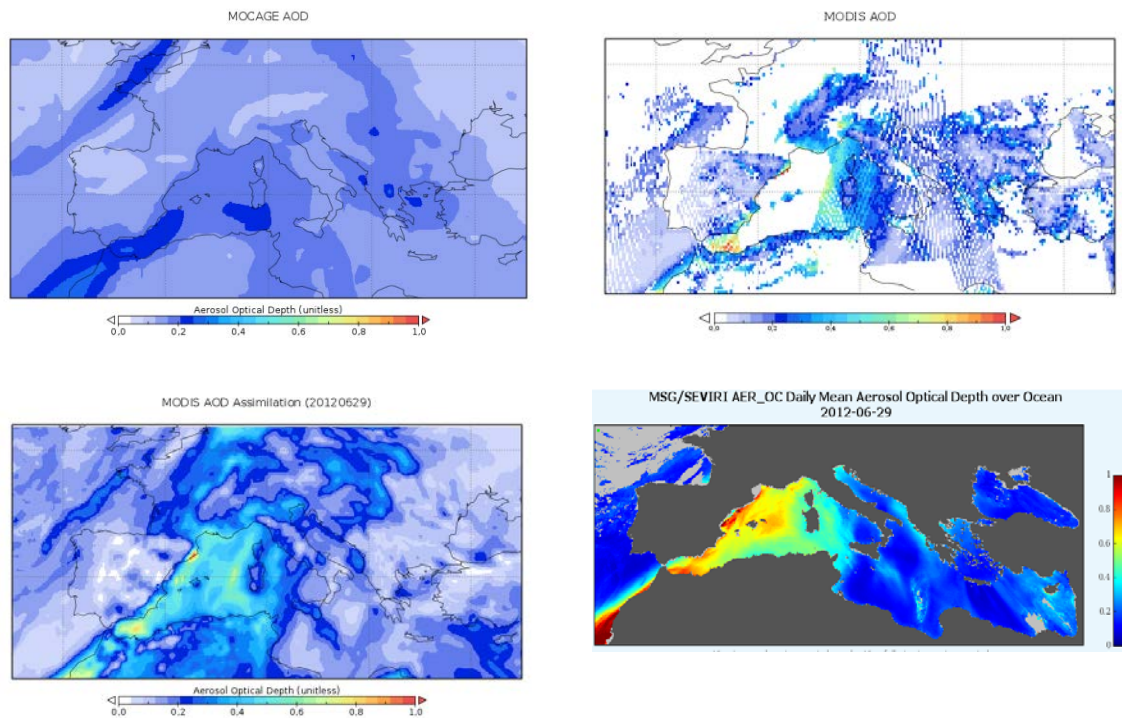 MOCAGE AOD
Aerosol Optical Depth (unitless)
0,0 0,2 0,4 0,6 0,8 1,0
MODIS AOD
0,0 0,2 0,4 0,6 0,8 1,0
MODIS AOD Assimilation (20120629)
Aerosol Optical Depth (unitless)
0,0 0,2 0,4 0,6 0,8 1,0
MSG/SEVIRI AER_OC Daily Mean Aerosol Optical Depth over Ocean
2012-06-29
1
0.8
0.6
0.4
0.2
0